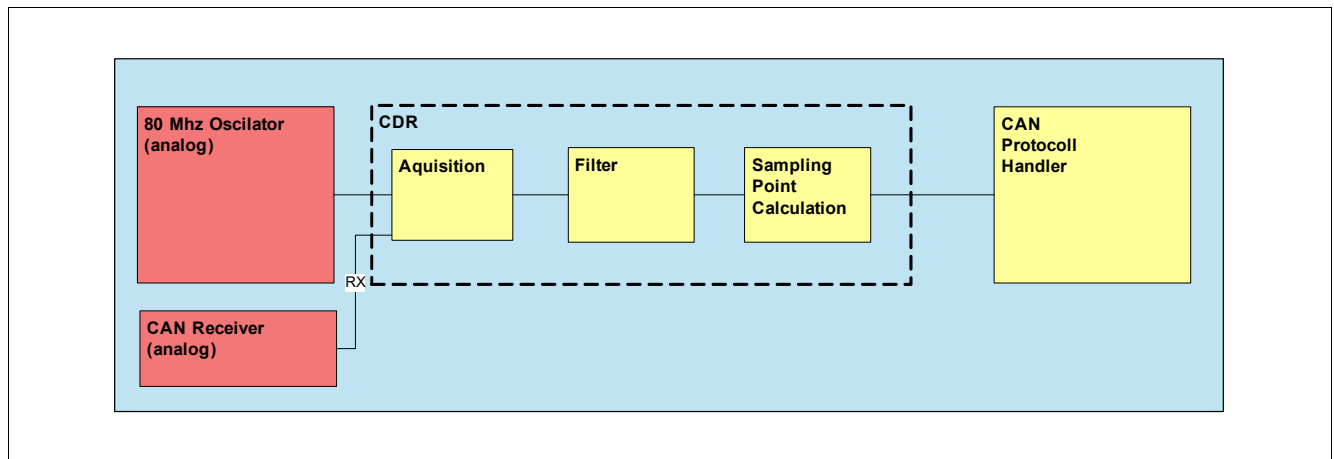 80 Mhz Oscilator
(analog)
CDR
Aquisition
Filter
Sampling
Point
Calculation
CAN
Protocoll
Handler
RX
CAN Receiver
(analog)